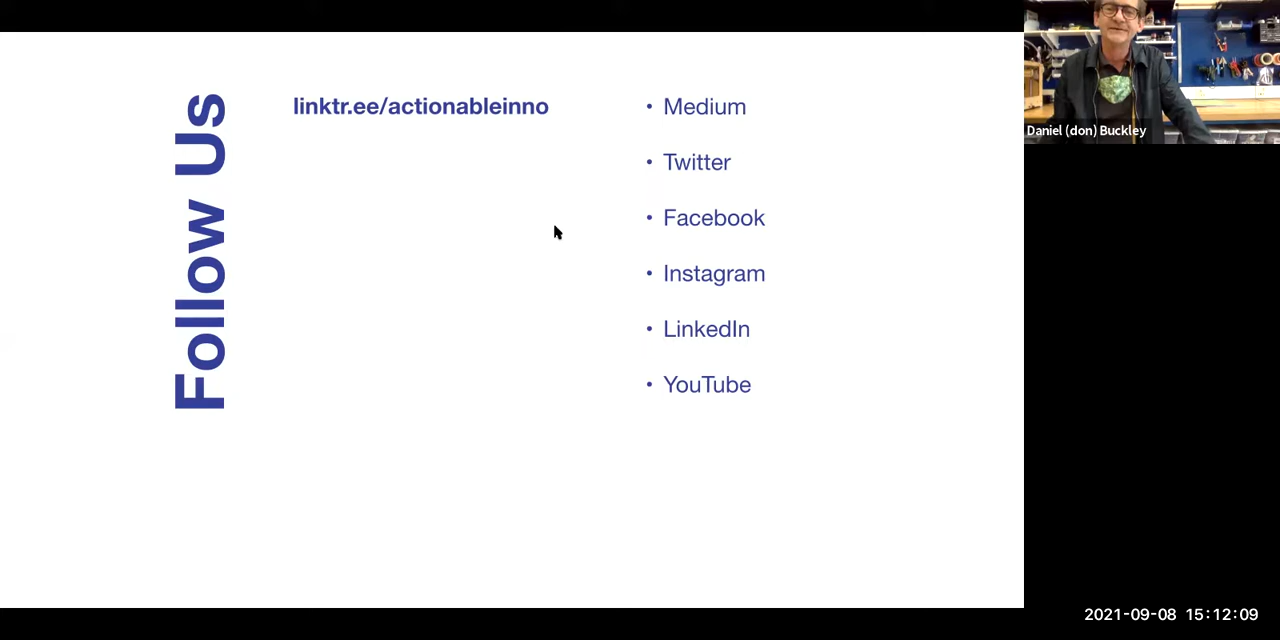 Follow Us
linktr.ee/actionableinno
• Medium
• Twitter
• Facebook
• Instagram
• LinkedIn
• YouTube
Daniel (don) Buckley
2021-09-08 15:12:09